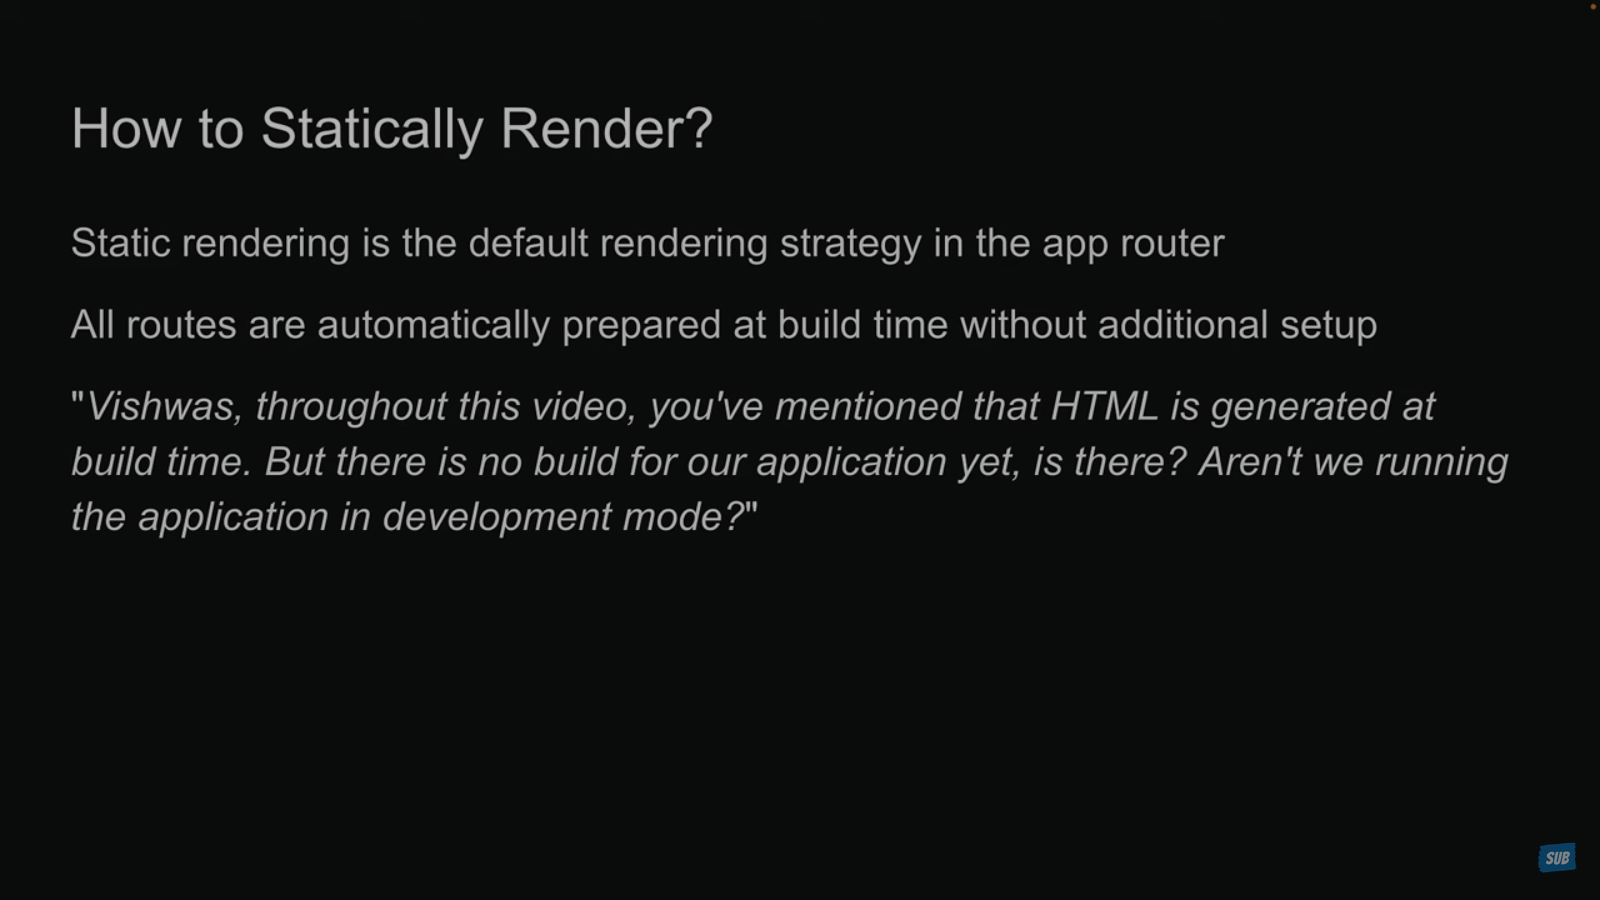 How to Statically Render?
Static rendering is the default rendering strategy in the app router
All routes are automatically prepared at build time without additional setup
"Vishwas, throughout this video, you've mentioned that HTML is generated at
build time. But there is no build for our application yet, is there? Aren't we running
the application in development mode?"
SUB